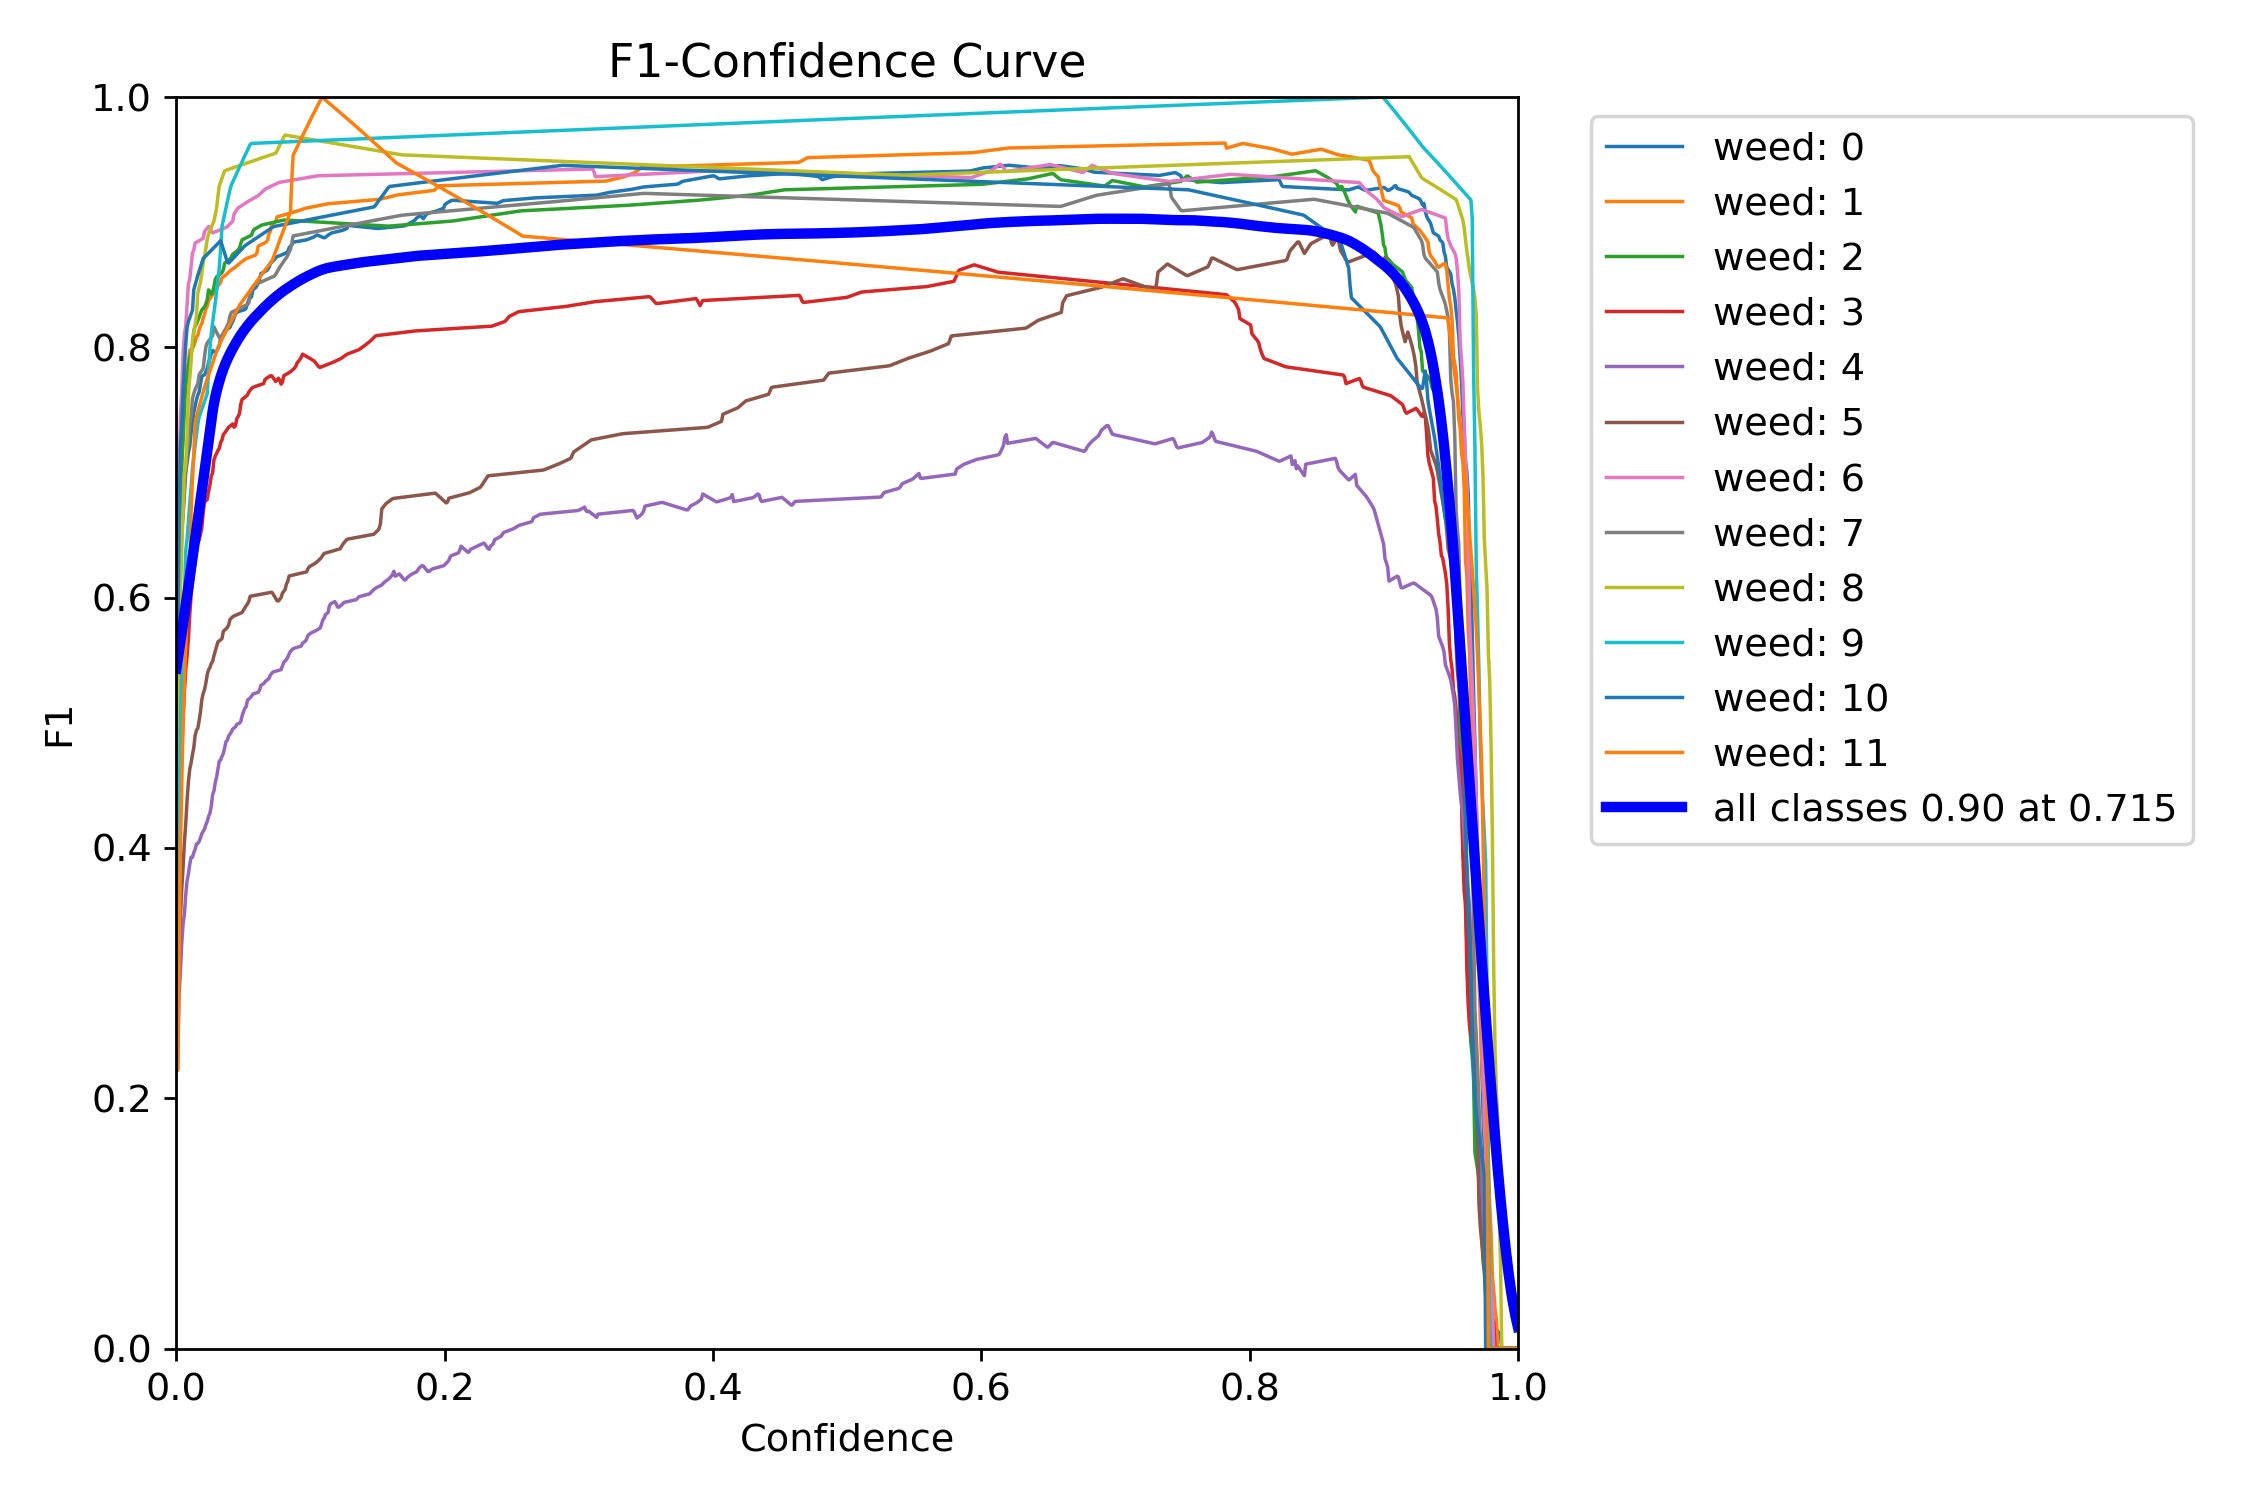 F1-Confidence Curve
1.0
0.8
0.6
0.4
0.2
0.0
F1
0.0 0.2 0.4 0.6 0.8 1.0
Confidence
weed: 0
weed: 1
weed: 2
weed: 3
weed: 4
weed: 5
weed: 6
weed: 7
weed: 8
weed: 9
weed: 10
weed: 11
all classes 0.90 at 0.715